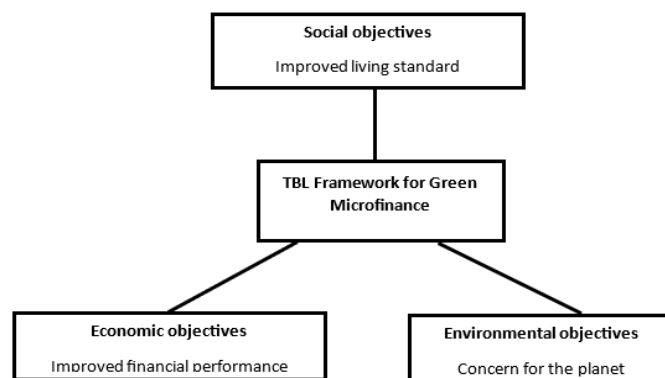 Social objectives
Improved living standard
TBL Framework for Green
Microfinance
Economic objectives
Improved financial performance
Environmental objectives
Concern for the planet